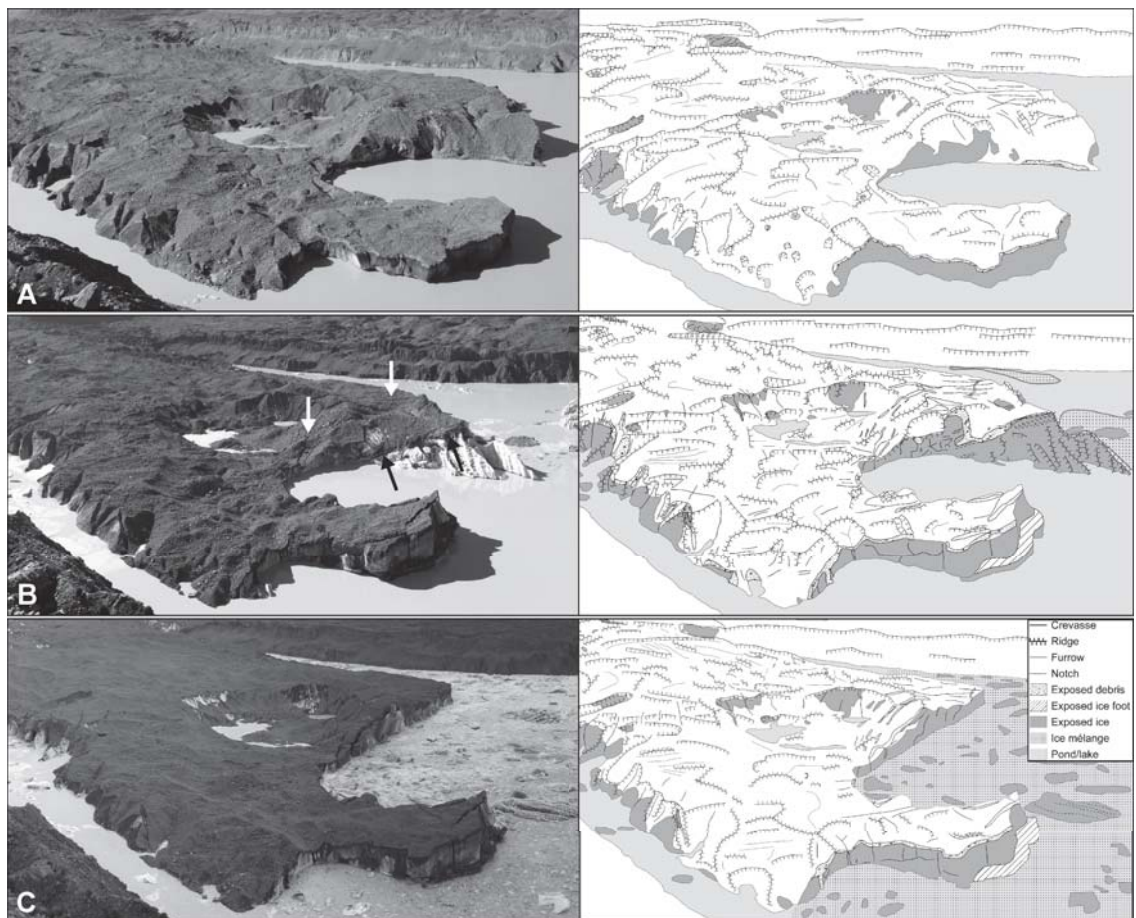 A
B
C
Crevasse
Ridge
Furrow
Notch
Exposed debris
Exposed ice foot
Exposed ice
Ice mélange
Pond/lake